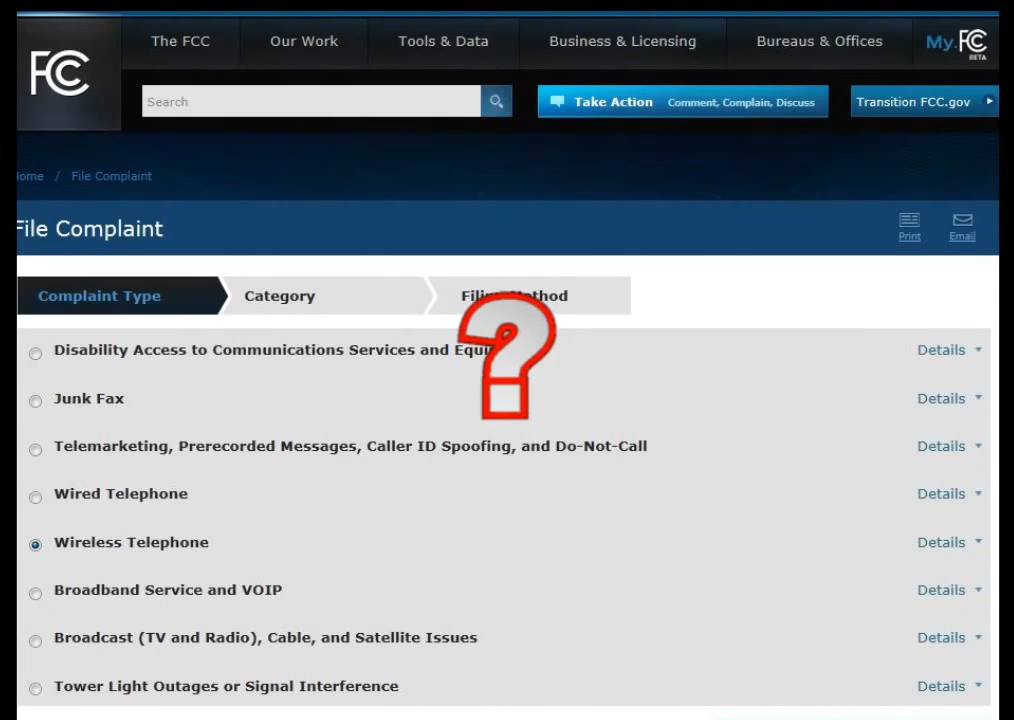 The FCC Our Work Tools & Data Business & Licensing Bureaus & Offices My.FCC
BETA
FCC
Search Take Action Comment, Complain, Discuss Transition FCC.gov
/ File Complaint
File Complaint
Print Email
Complaint Type Category Method
?
Disability Access to Communications Services and Details
Junk Fax Details
Telemarketing, Prerecorded Messages, Caller ID Spoofing, and Do-Not-Call Details
Wired Telephone Details
Wireless Telephone Details
Broadband Service and VOIP Details
Broadcast (TV and Radio), Cable, and Satellite Issues Details
Tower Light Outages or Signal Interference Details